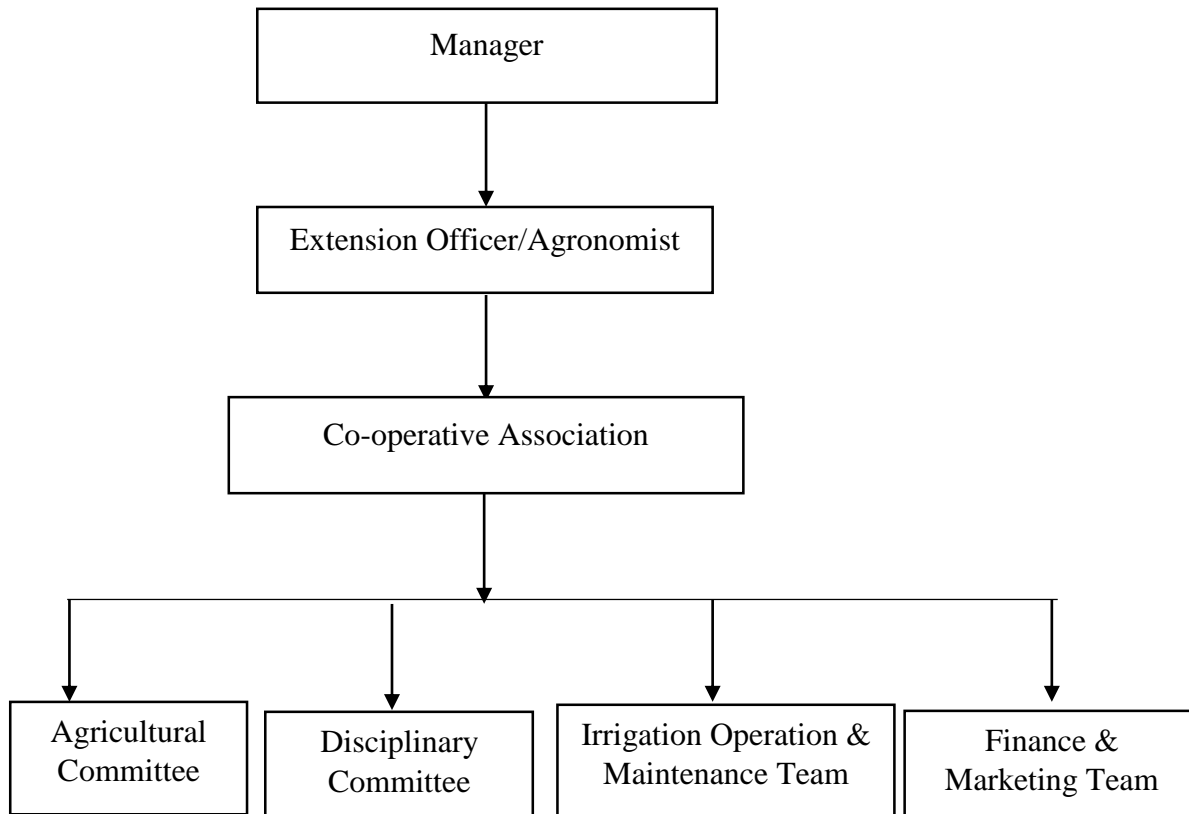 Manager
Extension Officer/Agronomist
Co-operative Association
Agricultural
Committee
Disciplinary
Committee
Irrigation Operation &
Maintenance Team
Finance &
Marketing Team